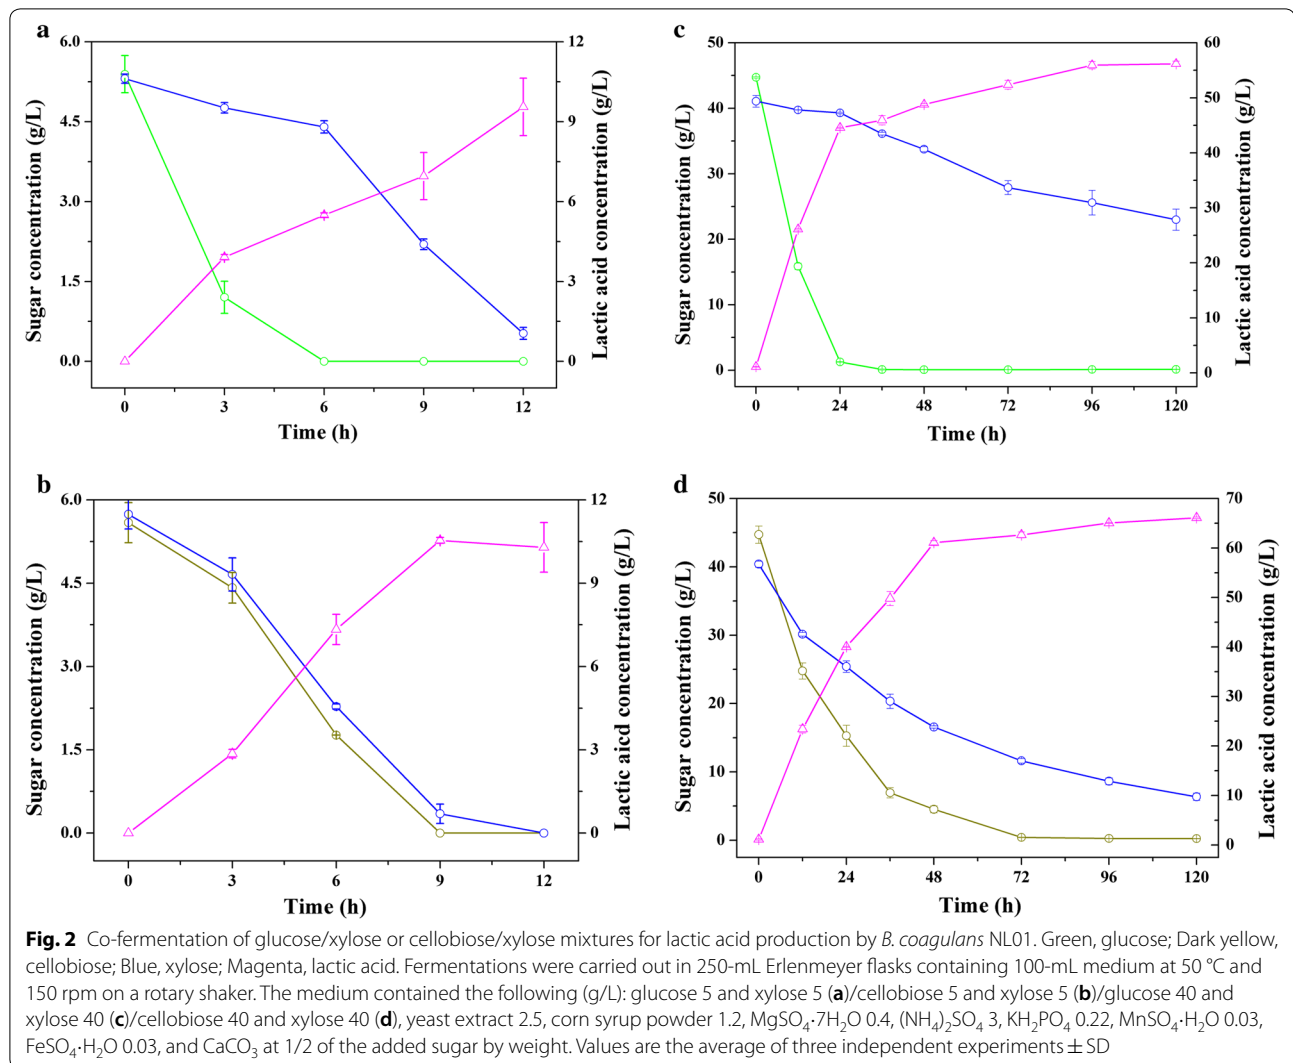 a
6.0
4.5
3.0
1.5
0.0
12
9
6
3
0
0 3 6 9 12
Sugar concentration (g/L)
Lactic acid concentration (g/L)
Time (h)
c
50
40
30
20
10
0
60
50
40
30
20
10
0
0 24 48 72 96 120
Sugar concentration (g/L)
Lactic acid concentration (g/L)
Time (h)
b
6.0
4.5
3.0
1.5
0.0
12
9
6
3
0
0 3 6 9 12
Sugar concentration (g/L)
Lactic aicd concentration (g/L)
Time (h)
d
50
40
30
20
10
0
70
60
50
40
30
20
10
0
0 24 48 72 96 120
Sugar concentration (g/L)
Lactic acid concentration (g/L)
Time (h)
Fig. 2 Co-fermentation of glucose/xylose or cellobiose/xylose mixtures for lactic acid production by B. coagulans NL01. Green, glucose; Dark yellow,
cellobiose; Blue, xylose; Magenta, lactic acid. Fermentations were carried out in 250-mL Erlenmeyer flasks containing 100-mL medium at 50 °C and
150 rpm on a rotary shaker. The medium contained the following (g/L): glucose 5 and xylose 5 (a)/cellobiose 5 and xylose 5 (b)/glucose 40 and
xylose 40 (c)/cellobiose 40 and xylose 40 (d), yeast extract 2.5, corn syrup powder 1.2, MgSO₄·7H₂O 0.4, (NH₄)₂SO₄ 3, KH₂PO₄ 0.22, MnSO₄·H₂O 0.03,
FeSO₄·H₂O 0.03, and CaCO₃ at 1/2 of the added sugar by weight. Values are the average of three independent experiments ± SD